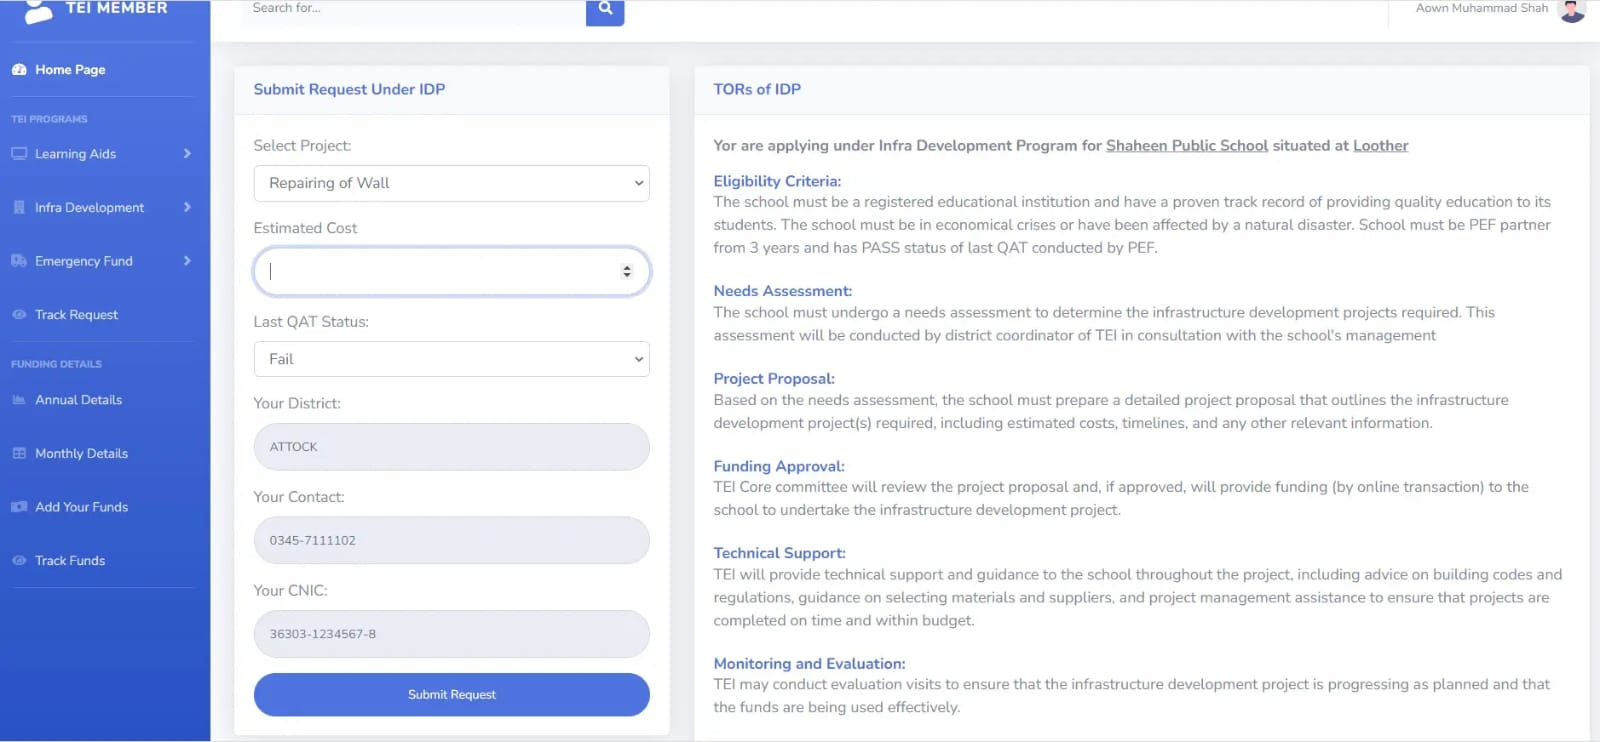 TEI MEMBER
Search for...
Aown Muhammad Shah
Home Page
TEI PROGRAMS
Learning Aids
Infra Development
Emergency Fund
Track Request
FUNDING DETAILS
Annual Details
Monthly Details
Add Your Funds
Track Funds
Submit Request Under IDP
Select Project:
Repairing of Wall
Estimated Cost
Last QAT Status:
Fail
Your District:
ATTOCK
Your Contact:
0345-7111102
Your CNIC:
36303-1234567-8
Submit Request
TORs of IDP
Yor are applying under Infra Development Program for Shaheen Public School situated at Loother
Eligibility Criteria:
The school must be a registered educational institution and have a proven track record of providing quality education to its
students. The school must be in economical crises or have been affected by a natural disaster. School must be PEF partner
from 3 years and has PASS status of last QAT conducted by PEF.
Needs Assessment:
The school must undergo a needs assessment to determine the infrastructure development projects required. This
assessment will be conducted by district coordinator of TEI in consultation with the school's management
Project Proposal:
Based on the needs assessment, the school must prepare a detailed project proposal that outlines the infrastructure
development project(s) required, including estimated costs, timelines, and any other relevant information.
Funding Approval:
TEI Core committee will review the project proposal and, if approved, will provide funding (by online transaction) to the
school to undertake the infrastructure development project.
Technical Support:
TEI will provide technical support and guidance to the school throughout the project, including advice on building codes and
regulations, guidance on selecting materials and suppliers, and project management assistance to ensure that projects are
completed on time and within budget.
Monitoring and Evaluation:
TEI may conduct evaluation visits to ensure that the infrastructure development project is progressing as planned and that
the funds are being used effectively.